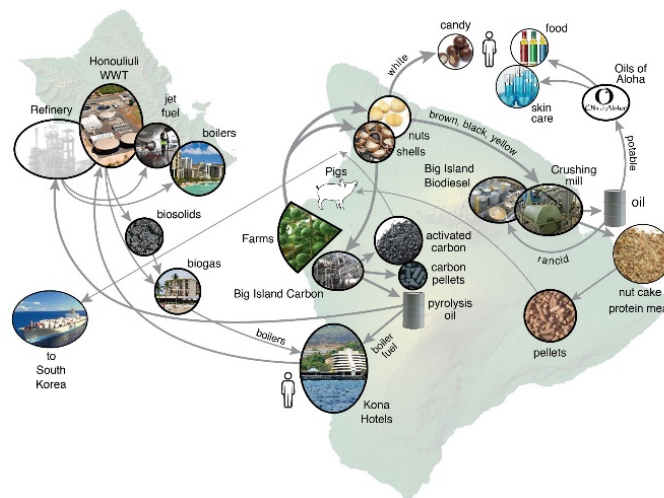 candy
food
Honouliuli
WWT
Oils of
Aloha
jet
fuel
Refinery
white
boilers
skin
care
nuts
shells
brown, black, yellow
potable
Pigs
Big Island
Biodiesel
Crushing
mill
oil
biosolids
Farms
activated
carbon
rancid
biogas
Big Island Carbon
carbon
pellets
nut cake
protein mea
pyrolysis
oil
pellets
boilers
boiler
fuel
to
South
Korea
Kona
Hotels